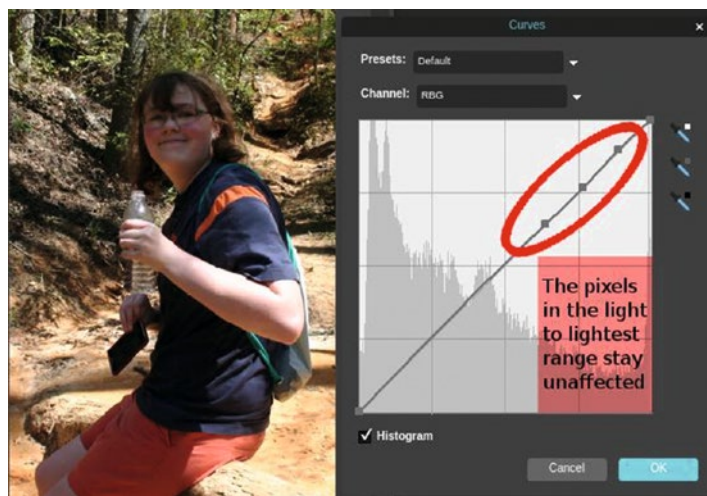 Curves
×
Presets: Default
Channel: RBG
The pixels
in the light
to lightest
range stay
unaffected
Histogram
Cancel OK